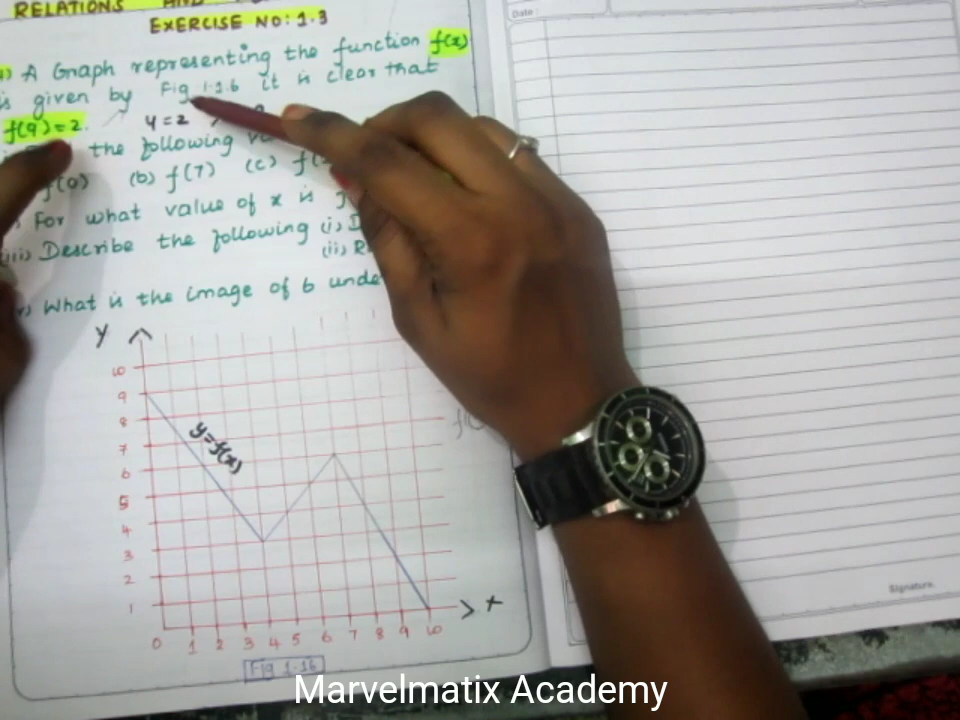 RELATIONS AND
EXERCISE NO: 1.3
A Graph representing the function f(x)
is given by Fig 1.16 it is clear that
f(9)=2.
y=2
the following
f(0) (b) f(7) (c)
For what value of x is
(iii) Describe the following (i)
(ii)
What is the image of 6 unde
Y
10
9
8
7
6
5
4
3
2
1
y=f(x)
0 1 2 3 4 5 6 7 8 9 10
x
Fig 1.16
Date:
Signature.
Marvelmatix Academy